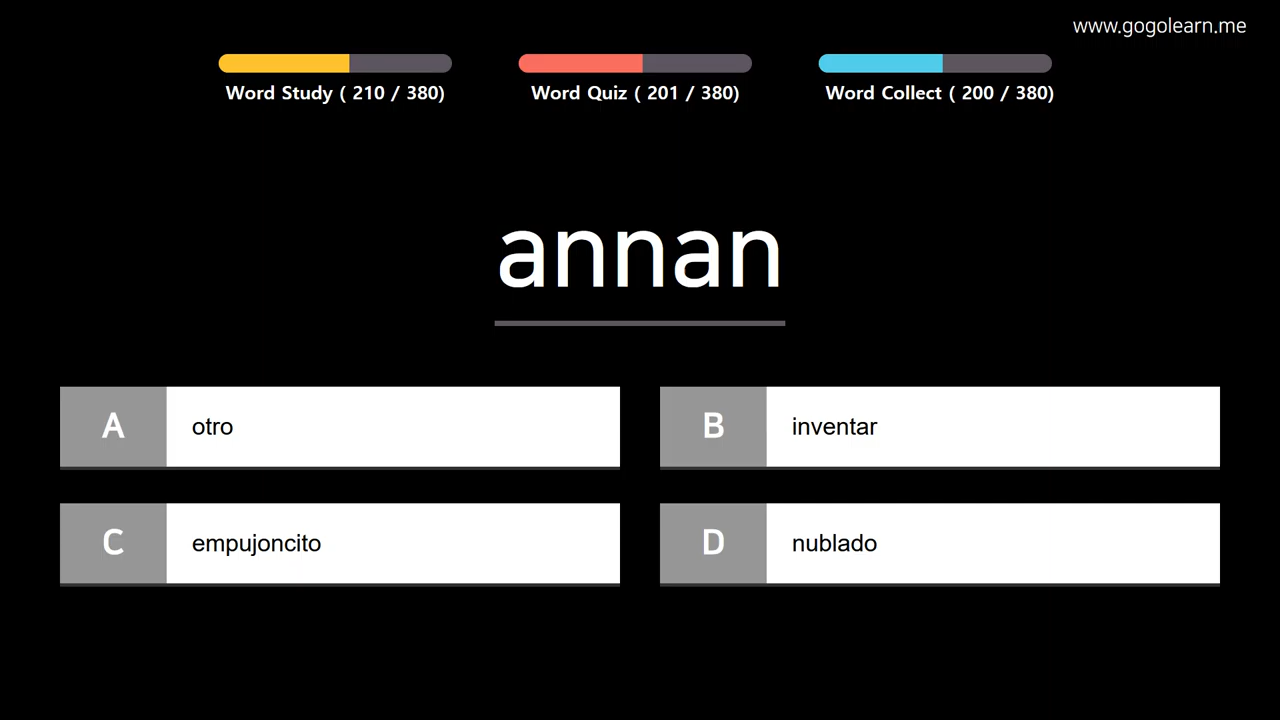 www.gogolearn.me
Word Study ( 210 / 380)
Word Quiz ( 201 / 380)
Word Collect ( 200 / 380)
annan
A otro
B inventar
C empujoncito
D nublado